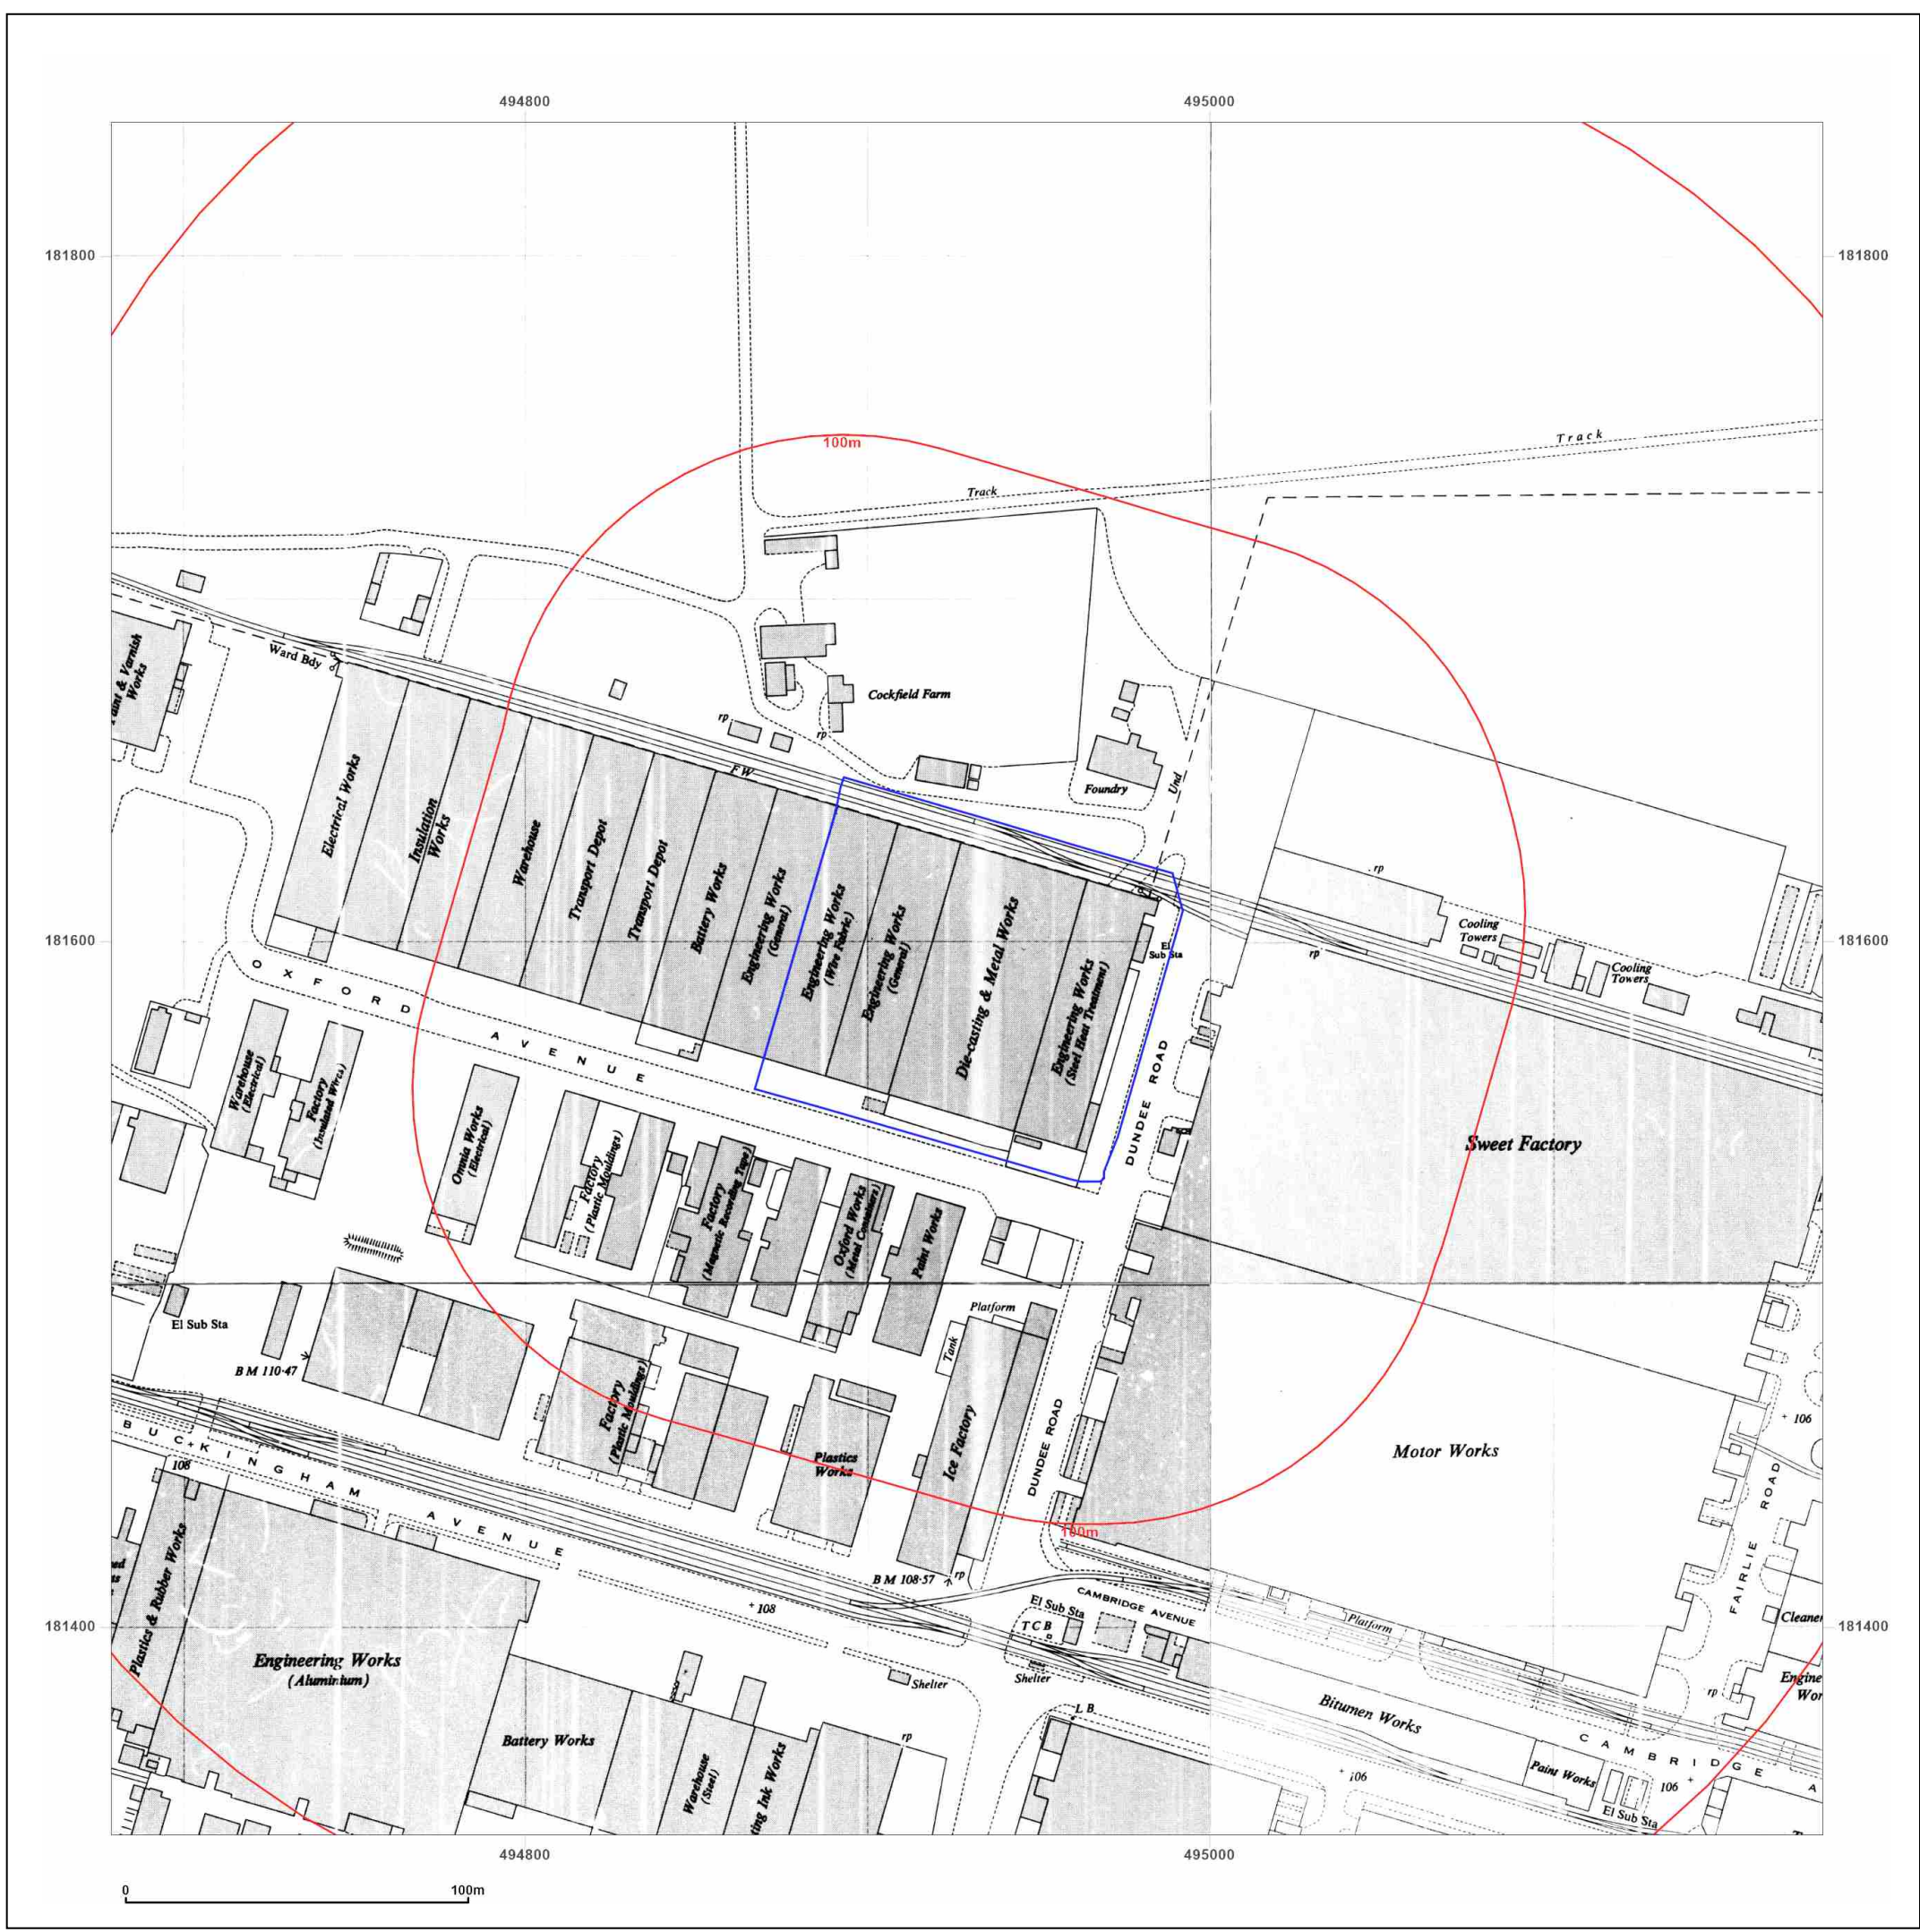 494800
495000
181800
181800
100m
Track
Track
Ward Bdy
Varnish
Works
rp
rp
Cockfield Farm
FW
Foundry
Und
Electrical Works
Insulation
Works
Warehouse
Transport Depot
Transport Depot
Battery Works
Engineering Works
(General)
Engineering Works
(Wire Fabric)
Engineering Works
(General)
Die-casting & Metal Works
Engineering Works
(Steel Heat Treatment)
El
Sub Sta
rp
rp
Cooling
Towers
Cooling
Towers
181600
181600
OXFORD AVENUE
DUNDEE ROAD
Warehouse
(Electrical)
Factory
(Insulated Wires)
Omnia Works
(Electrical)
Factory
(Plastic Mouldings)
Factory
(Magnetic Recording Tape)
Oxford Works
(Metal Containers)
Paint Works
Sweet Factory
El Sub Sta
B M 110·47
Platform
Tank
Factory
(Plastic Mouldings)
Plastics
Works
Ice Factory
DUNDEE ROAD
Motor Works
+ 106
FAIRLIE ROAD
BUCKINGHAM AVENUE
108
100m
B M 108·57
rp
+ 108
CAMBRIDGE AVENUE
El Sub Sta
T C B
Shelter
Shelter
Platform
181400
181400
Plastics & Rubber Works
Engineering Works
(Aluminium)
Battery Works
Warehouse
(Steel)
Ink Works
rp
L B
Bitumen Works
+ 106
Paint Works
106 +
El Sub Sta
CAMBRIDGE A
rp
494800
495000
0
100m